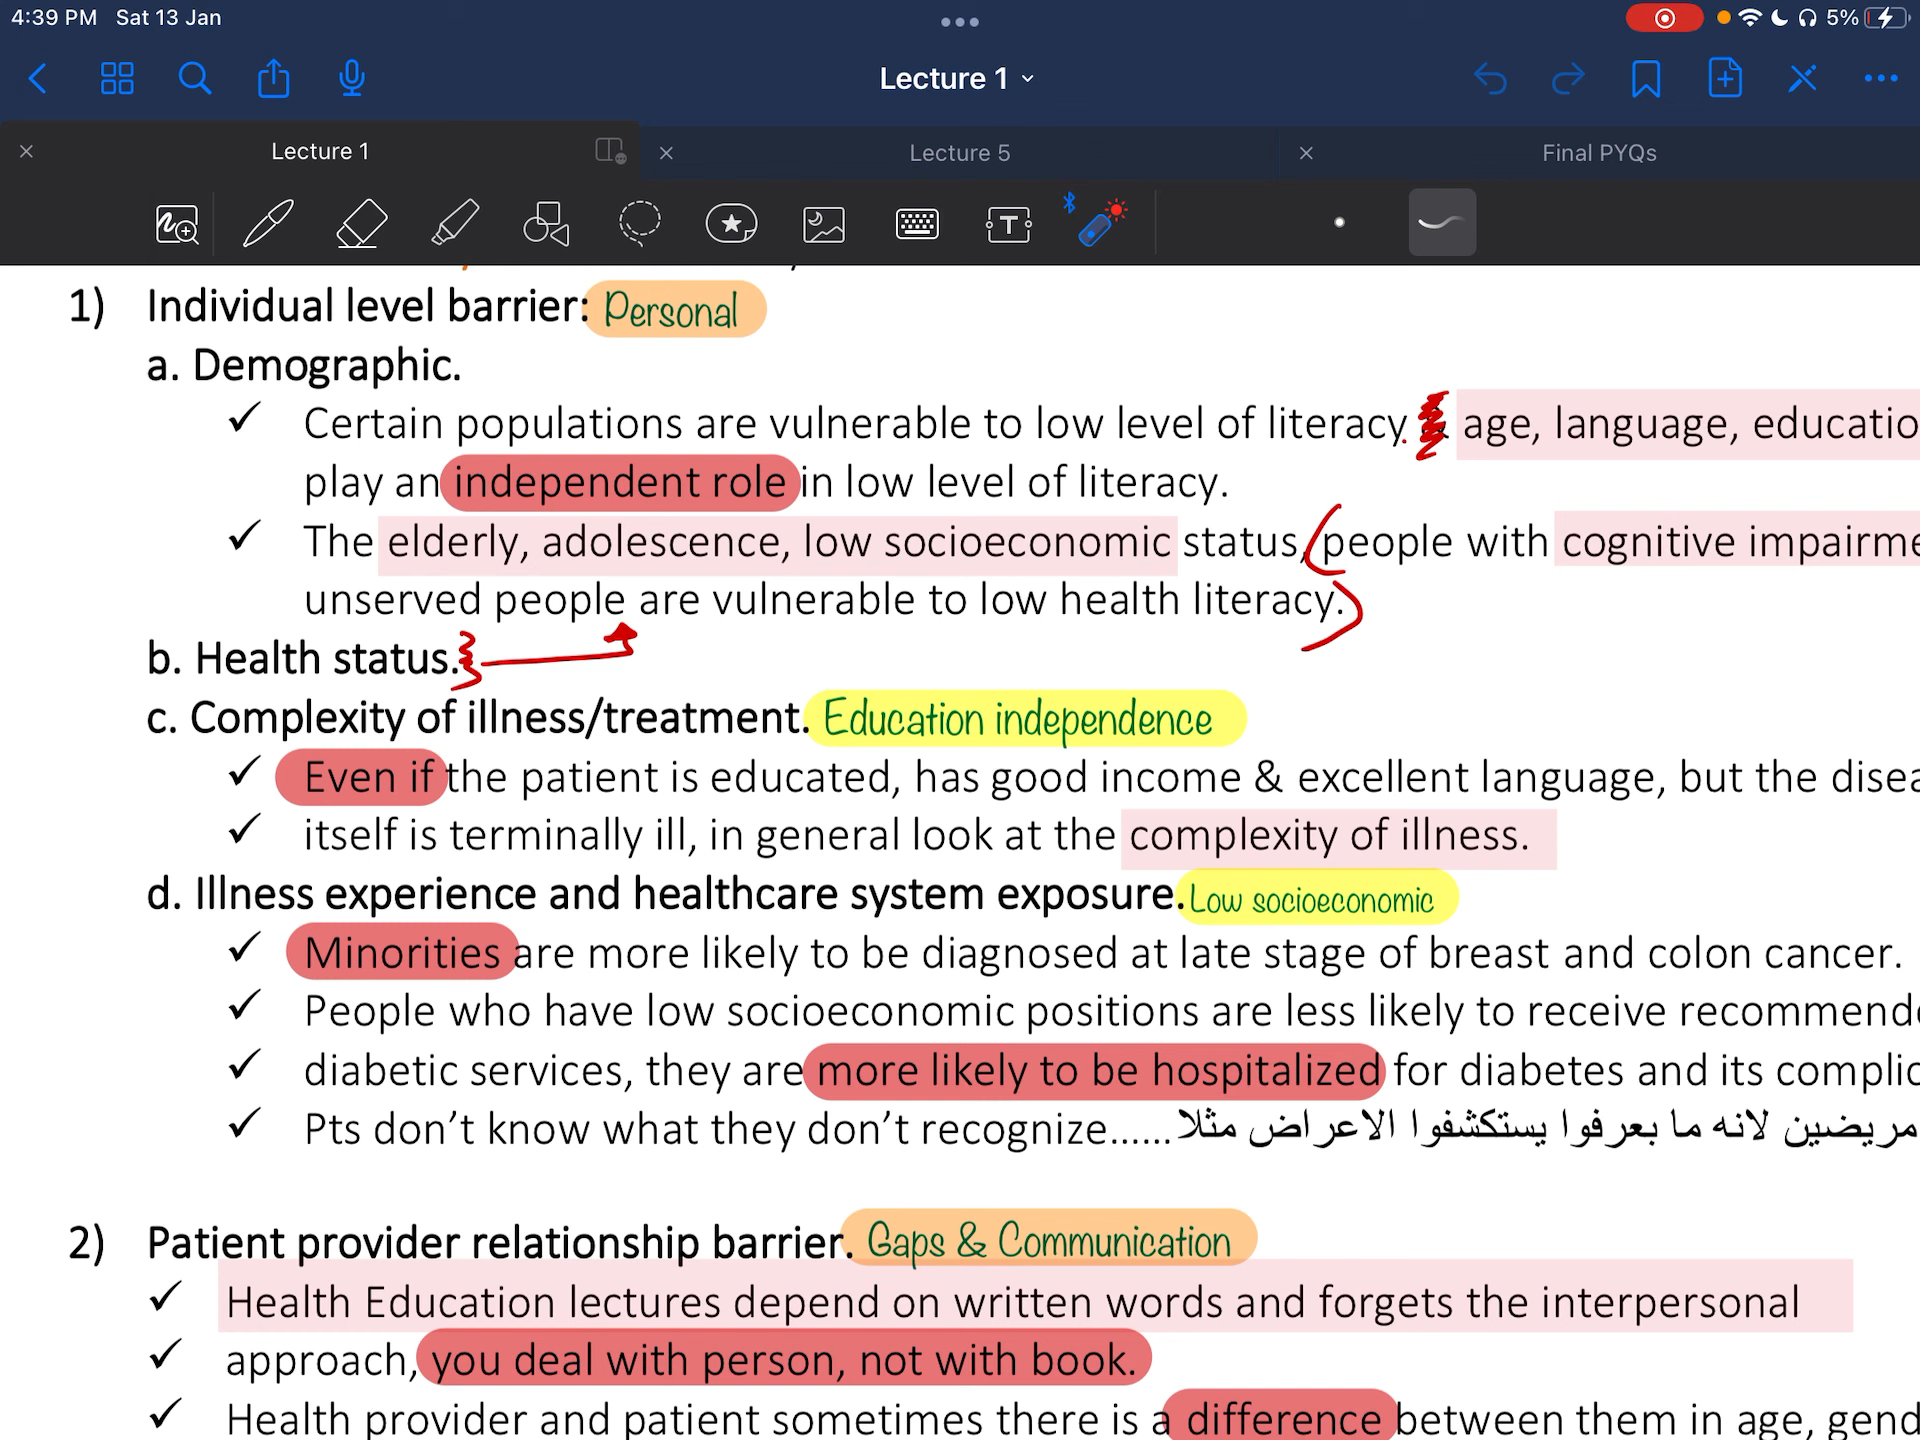 4:39 PM Sat 13 Jan
5%
Lecture 1
Lecture 1
Lecture 5
Final PYQs
1) Individual level barrier: Personal
a. Demographic.
✓ Certain populations are vulnerable to low level of literacy. age, language, educatio
play an independent role in low level of literacy.
✓ The elderly, adolescence, low socioeconomic status, people with cognitive impairme
unserved people are vulnerable to low health literacy.
b. Health status.
c. Complexity of illness/treatment. Education independence
✓ Even if the patient is educated, has good income & excellent language, but the disea
✓ itself is terminally ill, in general look at the complexity of illness.
d. Illness experience and healthcare system exposure. Low socioeconomic
✓ Minorities are more likely to be diagnosed at late stage of breast and colon cancer.
✓ People who have low socioeconomic positions are less likely to receive recommende
✓ diabetic services, they are more likely to be hospitalized for diabetes and its complic
✓ Pts don't know what they don't recognize...... مريضين لانه ما بعرفوا يستكشفوا الاعراض مثلا
2) Patient provider relationship barrier. Gaps & Communication
✓ Health Education lectures depend on written words and forgets the interpersonal
✓ approach, you deal with person, not with book.
✓ Health provider and patient sometimes there is a difference between them in age, gend